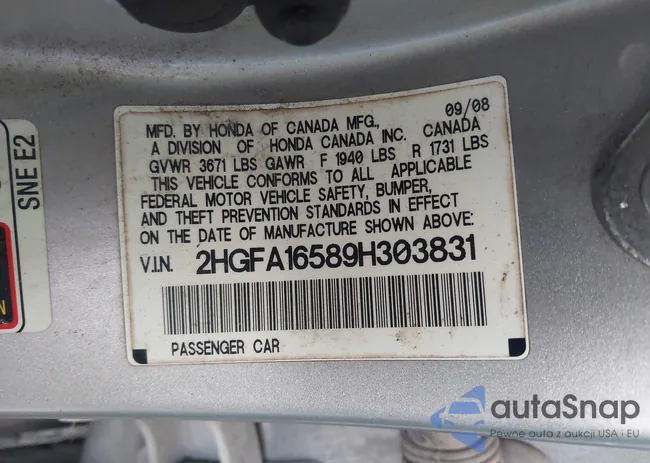 09/08
MFD. BY HONDA OF CANADA MFG.,
A DIVISION OF HONDA CANADA INC. CANADA
GVWR 3671 LBS GAWR F 1940 LBS R 1731 LBS
THIS VEHICLE CONFORMS TO ALL APPLICABLE
FEDERAL MOTOR VEHICLE SAFETY, BUMPER,
AND THEFT PREVENTION STANDARDS IN EFFECT
ON THE DATE OF MANUFACTURE SHOWN ABOVE:
V.I.N. 2HGFA16589H303831
PASSENGER CAR
SNE E2
autaSnap
Pewne auta z aukcji USA i EU